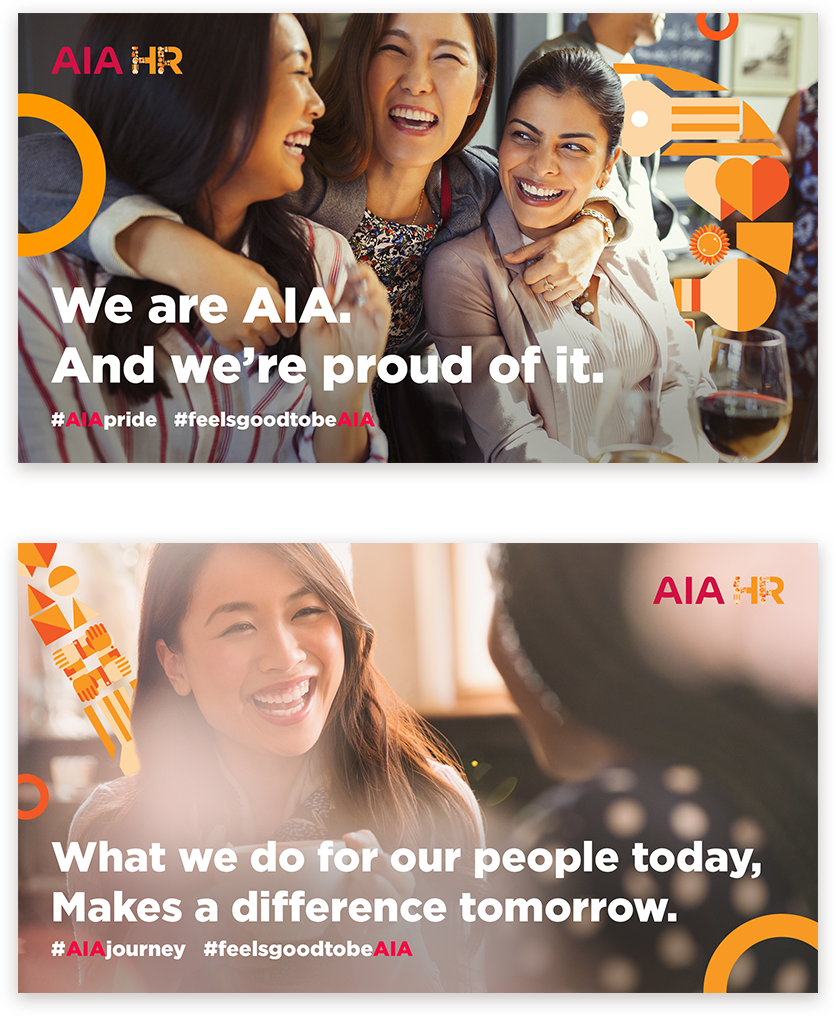 AIA HR
We are AIA.
And we're proud of it.
#AIApride #feelsgoodtobeAIA
AIA HR
What we do for our people today,
Makes a difference tomorrow.
#AIAjourney #feelsgoodtobeAIA